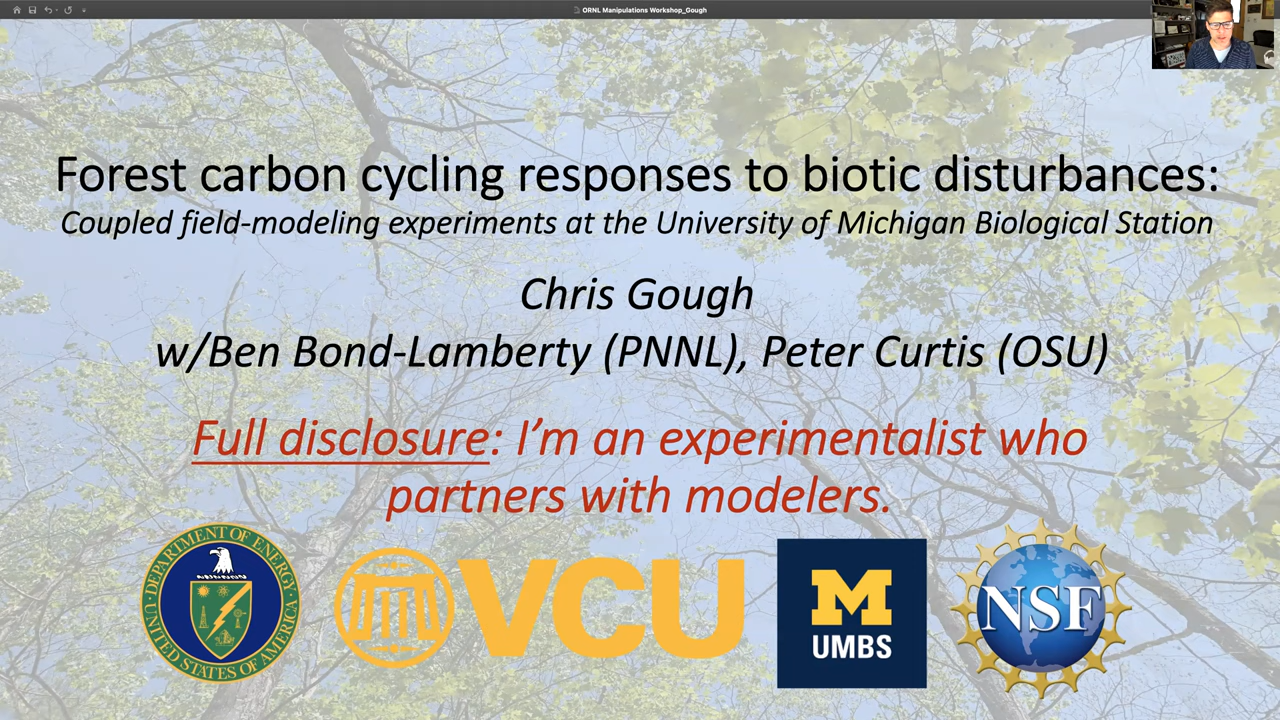 ORNL Manipulations Workshop_Gough
Forest carbon cycling responses to biotic disturbances:
Coupled field-modeling experiments at the University of Michigan Biological Station
Chris Gough
w/Ben Bond-Lamberty (PNNL), Peter Curtis (OSU)
Full disclosure: I'm an experimentalist who
partners with modelers.
DEPARTMENT OF ENERGY
UNITED STATES OF AMERICA
VCU
M
UMBS
NSF